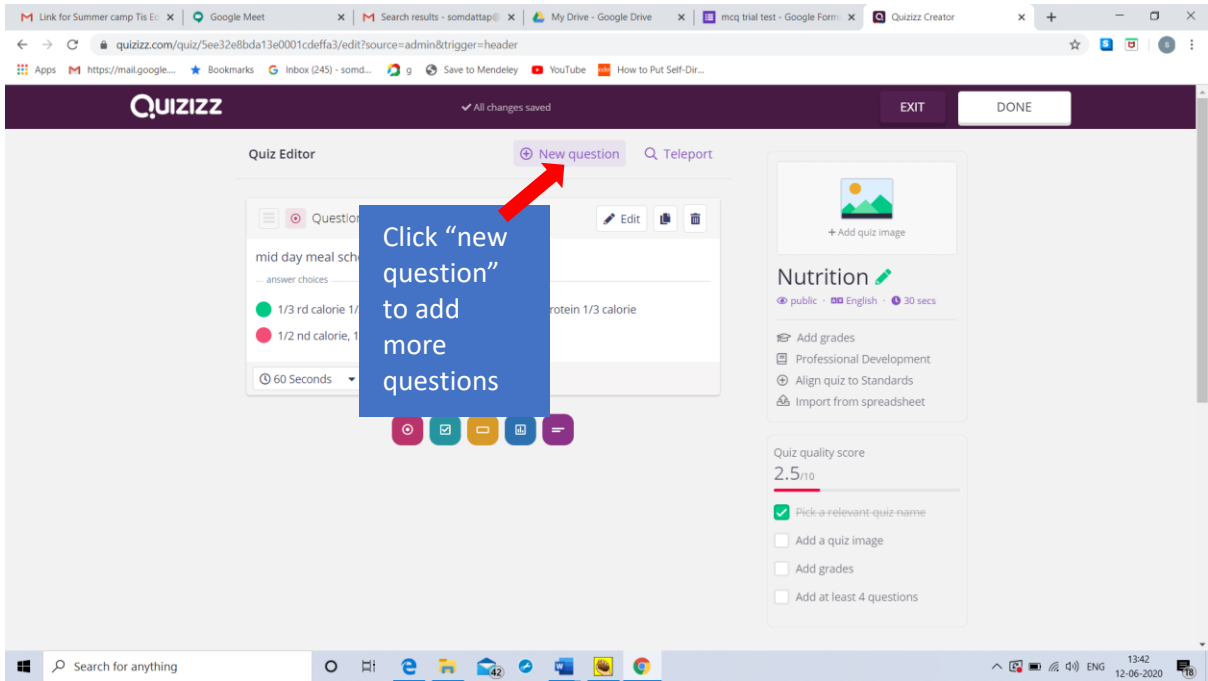 Link for Summer camp Tis Ec
Google Meet
Search results - somdattap@
My Drive - Google Drive
mcq trial test - Google Form
Quizizz Creator
quizizz.com/quiz/5ee32e8bda13e0001cdeffa3/edit?source=admin&trigger=header
Apps
https://mail.google....
Bookmarks
Inbox (245) - somd...
g
Save to Mendeley
YouTube
How to Put Self-Dir...
QUIZIZZ
All changes saved
EXIT
DONE
Quiz Editor
New question
Teleport
Question
Edit
mid day meal sch
answer choices
1/3 rd calorie 1/
rotein 1/3 calorie
1/2 nd calorie, 1
60 Seconds
Click “new
question”
to add
more
questions
+ Add quiz image
Nutrition
public · English · 30 secs
Add grades
Professional Development
Align quiz to Standards
Import from spreadsheet
Quiz quality score
2.5/10
Pick a relevant quiz name
Add a quiz image
Add grades
Add at least 4 questions
Search for anything
42
ENG
13:42
12-06-2020
18